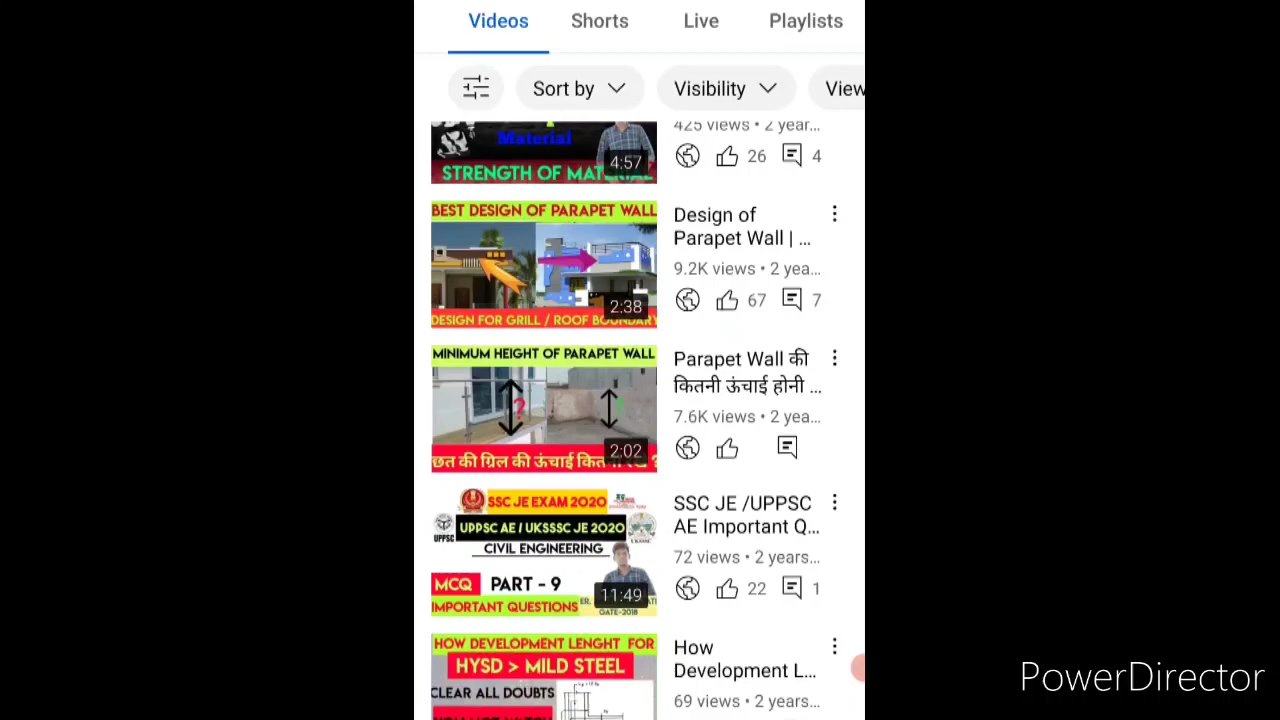 Videos Shorts Live Playlists
Sort by Visibility View
Material
4:57
STRENGTH OF MATERIAL
425 views • 2 year...
26 4
BEST DESIGN OF PARAPET WALL
2:38
DESIGN FOR GRILL / ROOF BOUNDARY
Design of
Parapet Wall | ...
9.2K views • 2 yea...
67 7
MINIMUM HEIGHT OF PARAPET WALL
? ?
2:02
छत की ग्रिल की ऊंचाई
Parapet Wall की
कितनी ऊंचाई होनी ...
7.6K views • 2 yea...
SSC JE EXAM 2020
UPPSC AE / UKSSSC JE 2020
UPPSC
CIVIL ENGINEERING
MCQ PART - 9
11:49
IMPORTANT QUESTIONS
GATE-2018
SSC JE /UPPSC
AE Important Q...
72 views • 2 years...
22 1
HOW DEVELOPMENT LENGHT FOR
HYSD > MILD STEEL
CLEAR ALL DOUBTS
How
Development L...
69 views • 2 years...
PowerDirector